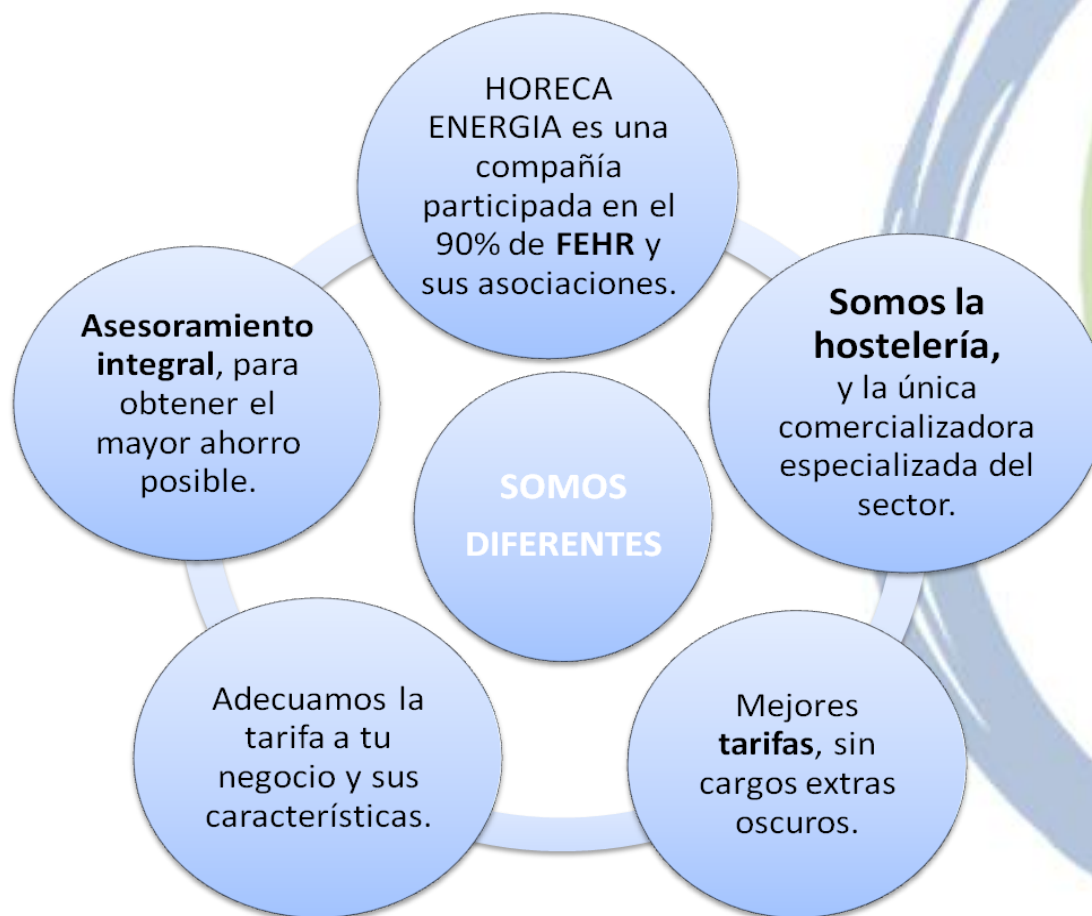 HORECA
ENERGIA es una
compañía
participada en el
90% de FEHR y
sus asociaciones.
Somos la
hostelería,
y la única
comercializadora
especializada del
sector.
Mejores
tarifas, sin
cargos extras
oscuros.
Adecuamos la
tarifa a tu
negocio y sus
características.
Asesoramiento
integral, para
obtener el
mayor ahorro
posible.
SOMOS
DIFERENTES